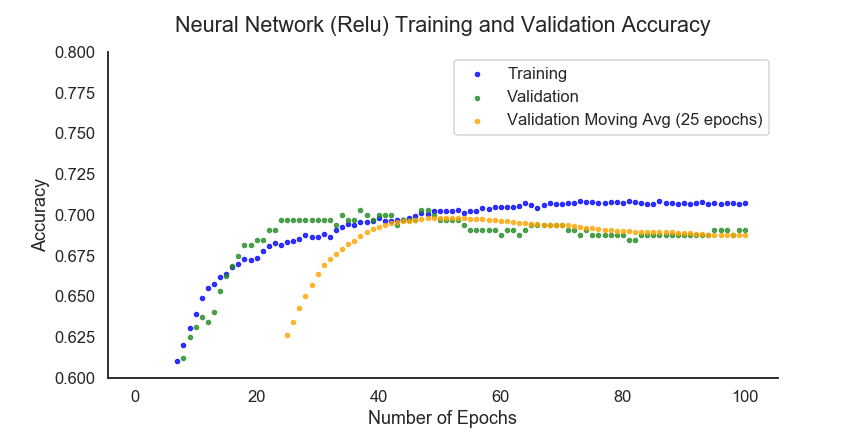 Neural Network (Relu) Training and Validation Accuracy
0.800
0.775
0.750
0.725
0.700
0.675
0.650
0.625
0.600
Accuracy
Training
Validation
Validation Moving Avg (25 epochs)
0 20 40 60 80 100
Number of Epochs